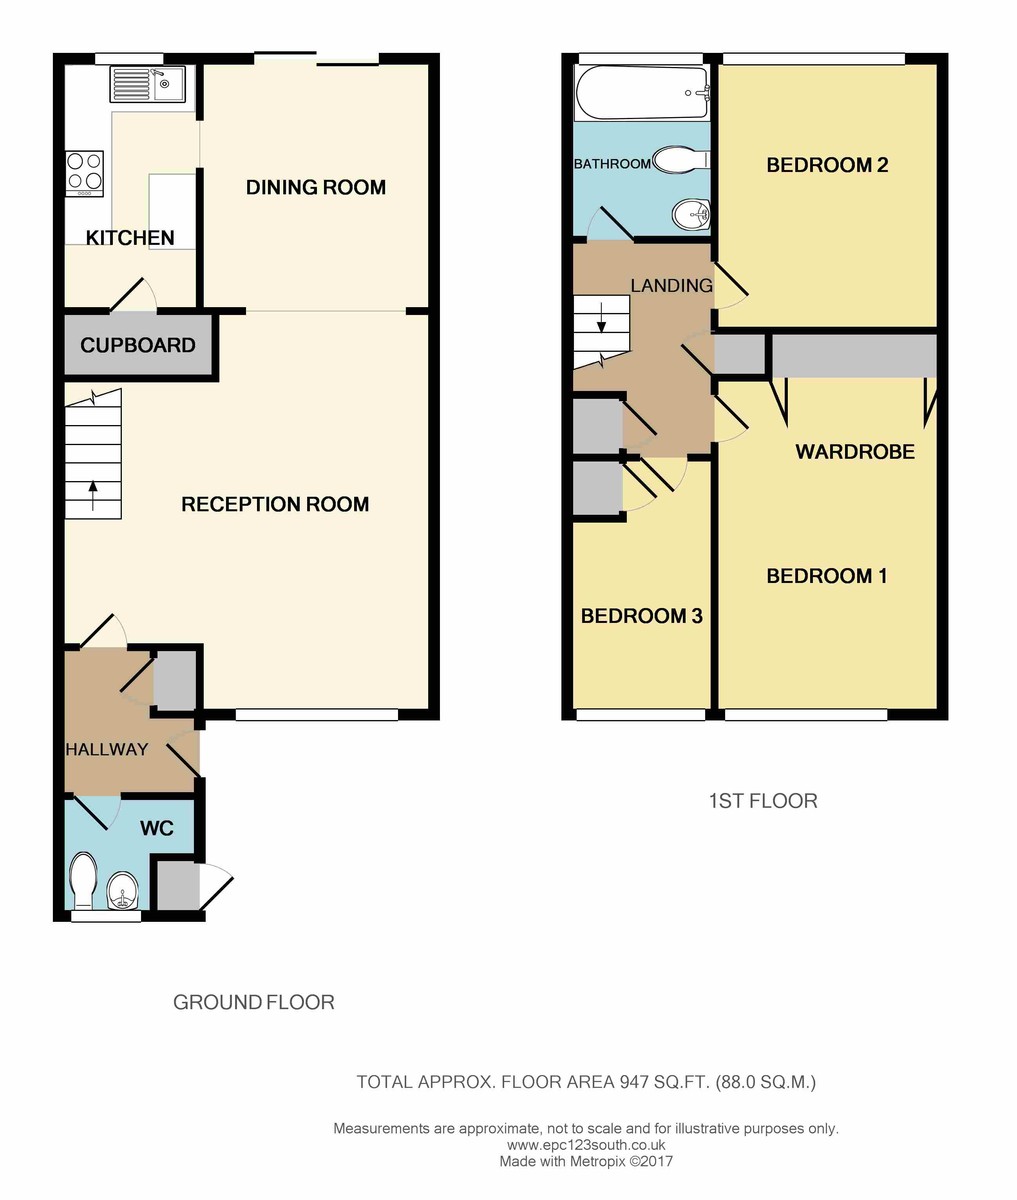 DINING ROOM
KITCHEN
CUPBOARD
RECEPTION ROOM
HALLWAY
WC
GROUND FLOOR
BATHROOM
BEDROOM 2
LANDING
WARDROBE
BEDROOM 1
BEDROOM 3
1ST FLOOR
TOTAL APPROX. FLOOR AREA 947 SQ.FT. (88.0 SQ.M.)
Measurements are approximate, not to scale and for illustrative purposes only.
www.epc123south.co.uk
Made with Metropix ©2017